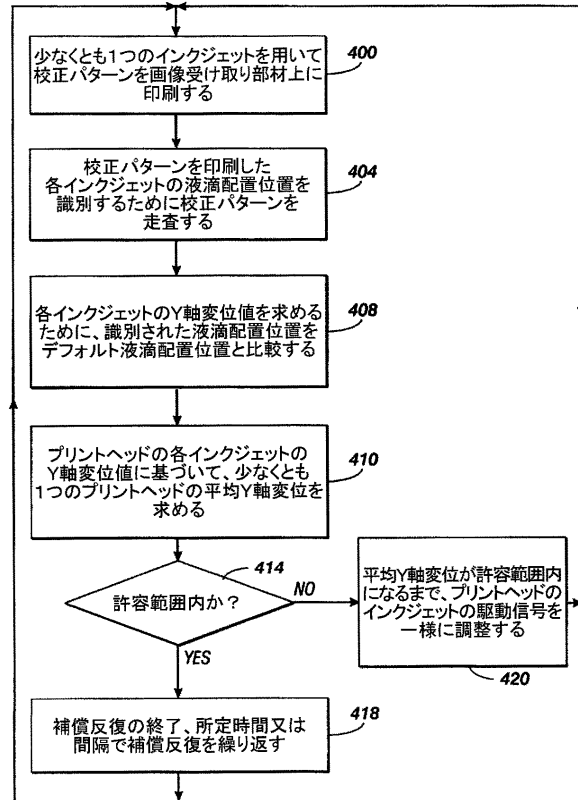 少なくとも1つのインクジェットを用いて
校正パターンを画像受け取り部材上に
印刷する
400
校正パターンを印刷した
各インクジェットの液滴配置位置を
識別するために校正パターンを
走査する
404
各インクジェットのY軸変位値を求める
ために、識別された液滴配置位置を
デフォルト液滴配置位置と比較する
408
プリントヘッドの各インクジェットの
Y軸変位値に基づいて、少なくとも
1つのプリントヘッドの平均Y軸変位を
求める
410
許容範囲内か？
414
NO
平均Y軸変位が許容範囲内
になるまで、プリントヘッドの
インクジェットの駆動信号を
一様に調整する
420
YES
補償反復の終了、所定時間又は
間隔で補償反復を繰り返す
418